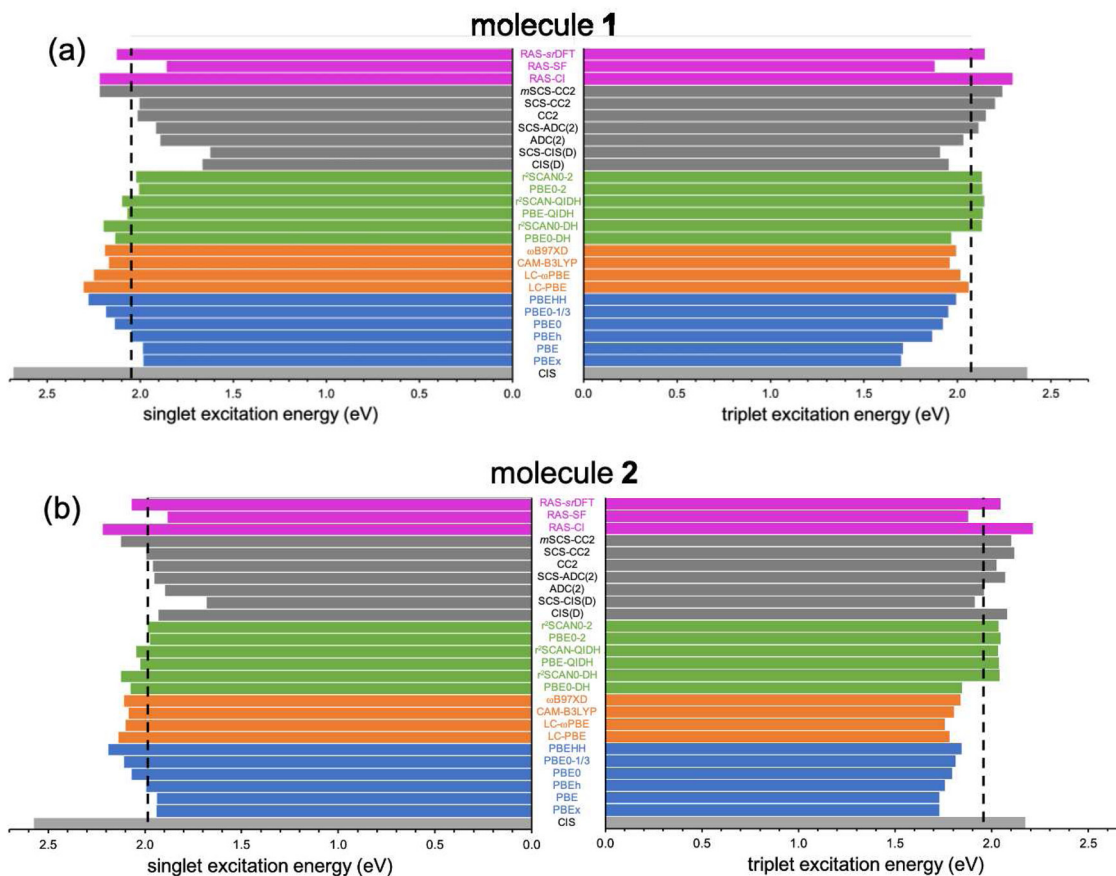 molecule 1
(a)
RAS-srDFT
RAS-SF
RAS-CI
mSCS-CC2
SCS-CC2
CC2
SCS-ADC(2)
ADC(2)
SCS-CIS(D)
CIS(D)
r²SCAN0-2
PBE0-2
r²SCAN-QIDH
PBE-QIDH
r²SCAN0-DH
PBE0-DH
ωB97XD
CAM-B3LYP
LC-ωPBE
LC-PBE
PBEHH
PBE0-1/3
PBE0
PBEh
PBE
PBEx
CIS
2.5 2.0 1.5 1.0 0.5 0.0 0.0 0.5 1.0 1.5 2.0 2.5
singlet excitation energy (eV) triplet excitation energy (eV)
molecule 2
(b)
RAS-srDFT
RAS-SF
RAS-CI
mSCS-CC2
SCS-CC2
CC2
SCS-ADC(2)
ADC(2)
SCS-CIS(D)
CIS(D)
r²SCAN0-2
PBE0-2
r²SCAN-QIDH
PBE-QIDH
r²SCAN0-DH
PBE0-DH
ωB97XD
CAM-B3LYP
LC-ωPBE
LC-PBE
PBEHH
PBE0-1/3
PBE0
PBEh
PBE
PBEx
CIS
2.5 2.0 1.5 1.0 0.5 0.0 0.0 0.5 1.0 1.5 2.0 2.5
singlet excitation energy (eV) triplet excitation energy (eV)